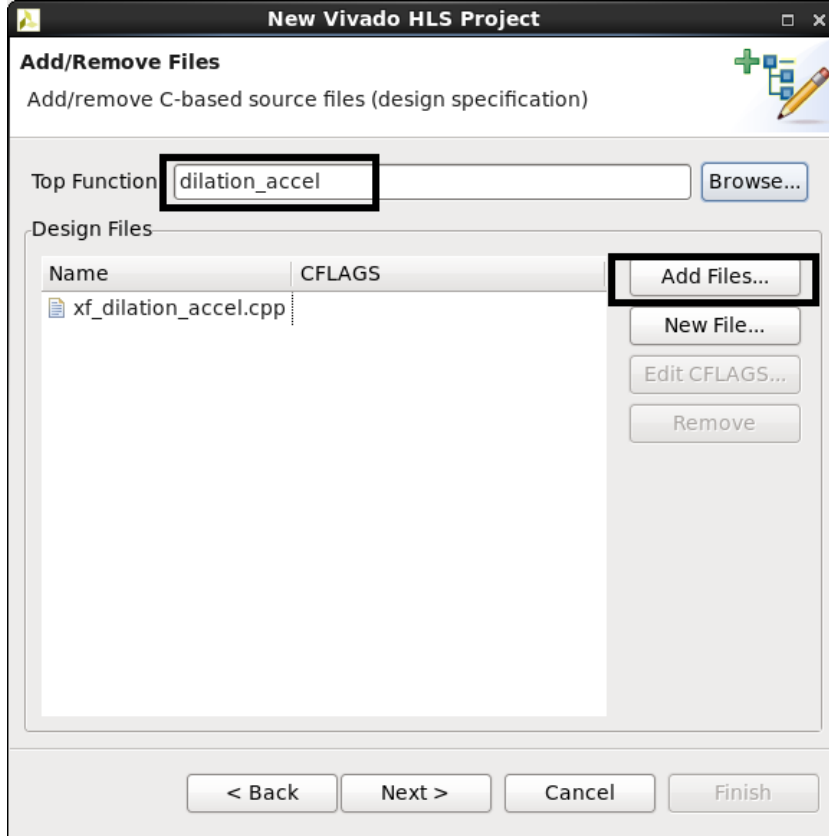 New Vivado HLS Project
Add/Remove Files
Add/remove C-based source files (design specification)
Top Function dilation_accel Browse...
Design Files
Name CFLAGS Add Files...
xf_dilation_accel.cpp
New File...
Edit CFLAGS...
Remove
< Back Next > Cancel Finish